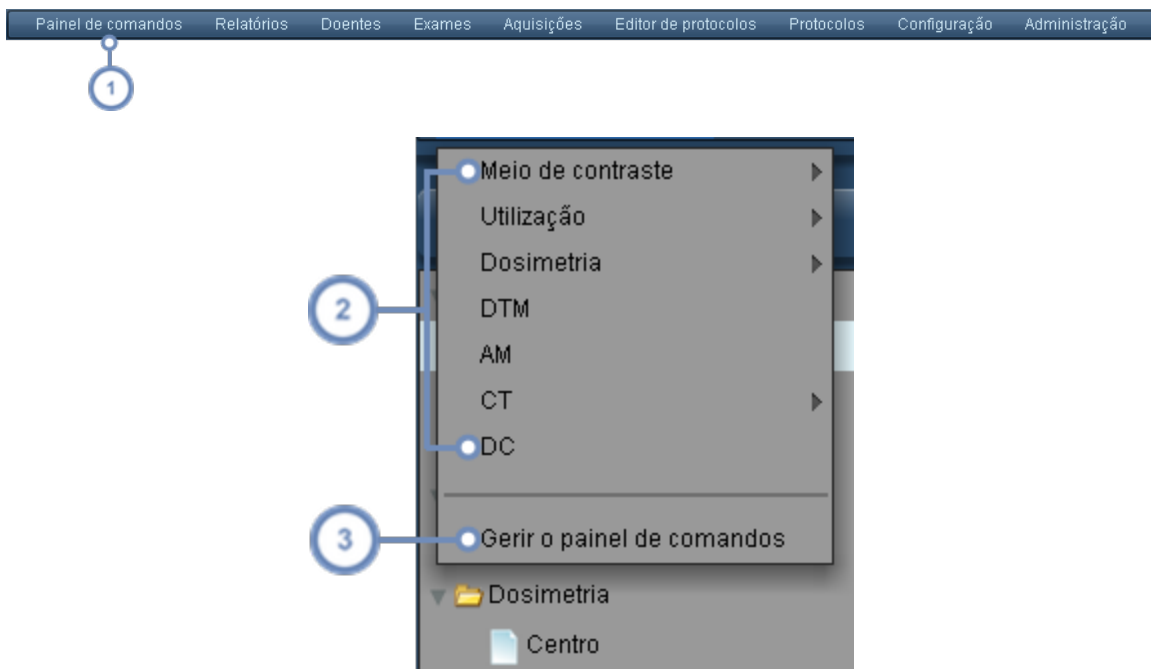 Painel de comandos Relatórios Doentes Exames Aquisições Editor de protocolos Protocolos Configuração Administração
1
Meio de contraste
Utilização
Dosimetria
2
DTM
AM
CT
DC
3
Gerir o painel de comandos
Dosimetria
Centro